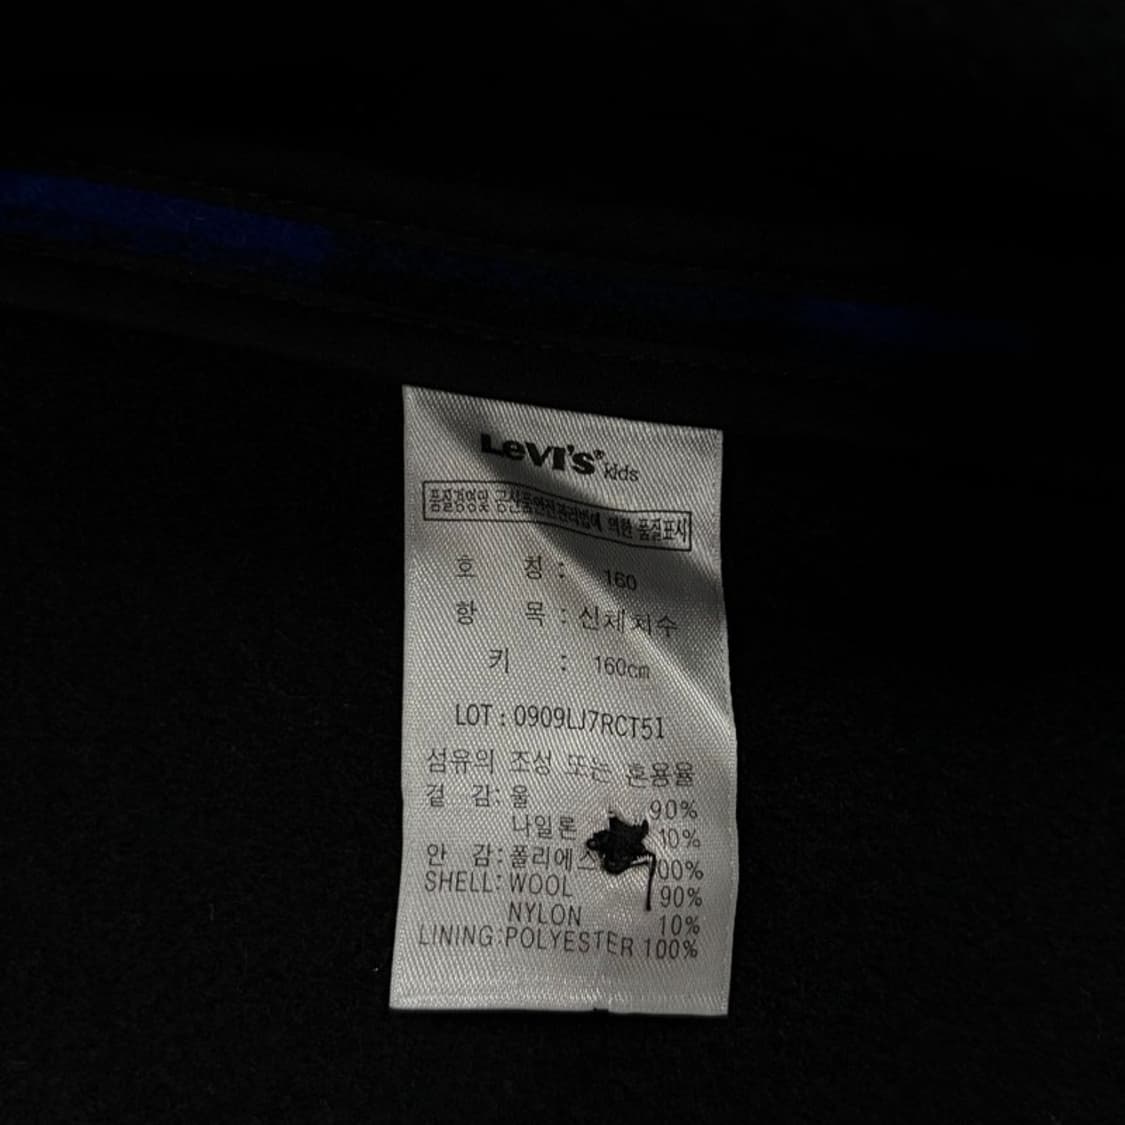 Levi's® kids
품질경영및 공산품안전관리법에 의한 품질표시
호 칭 : 160
항 목 : 신체치수
키 : 160cm
LOT : 0909LJ7RCT51
섬유의 조성 또는 혼용율
겉 감: 울 90%
나일론 10%
안 감: 폴리에스 00%
SHELL: WOOL 90%
NYLON 10%
LINING:POLYESTER 100%